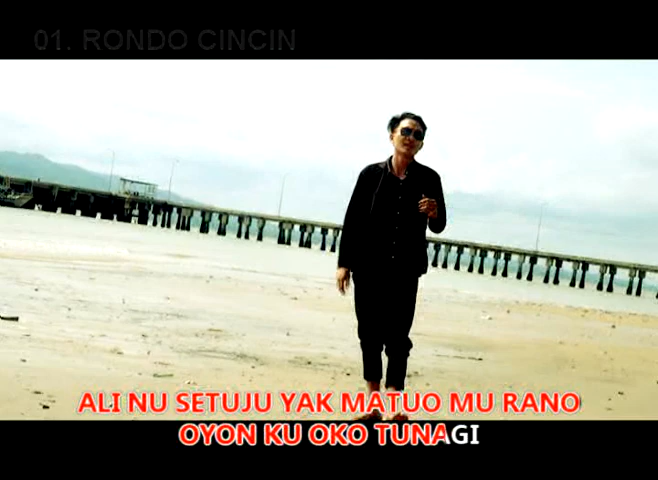 01. RONDO CINCIN
ALI NU SETUJU YAK MATUO MU RANO
OYON KU OKO TUNAGI